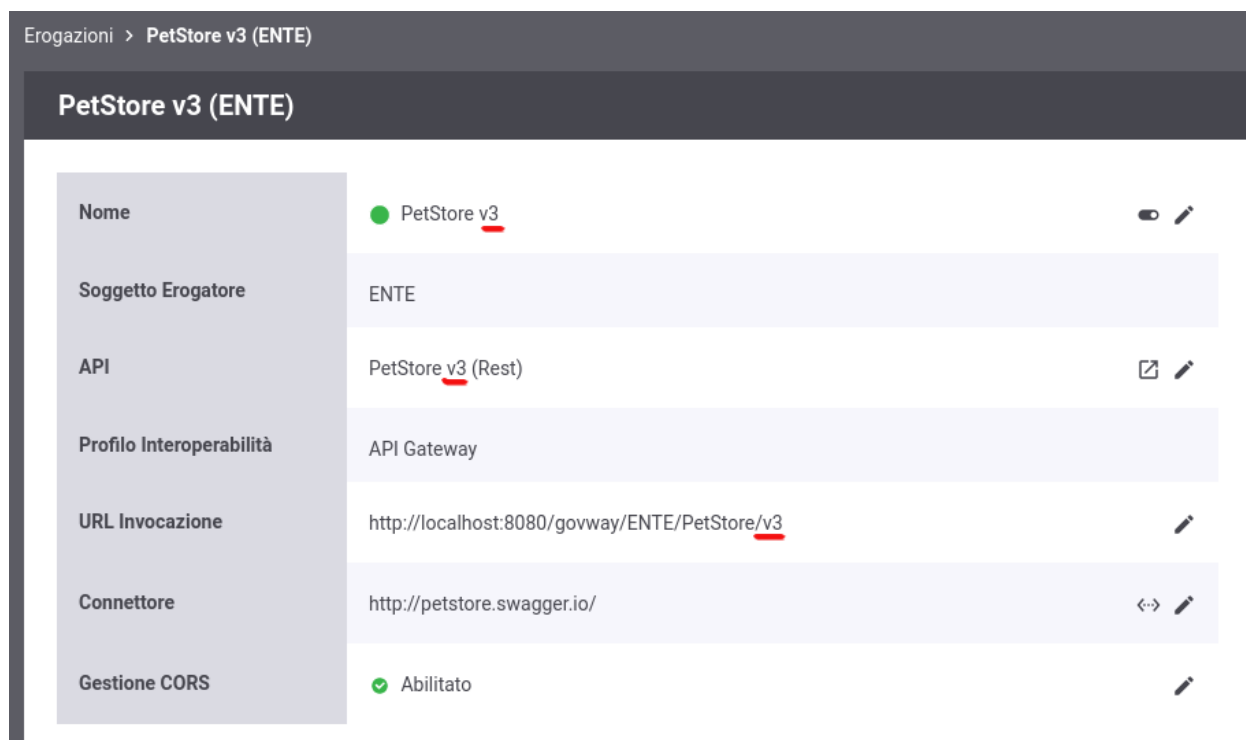 Erogazioni > PetStore v3 (ENTE)
PetStore v3 (ENTE)
Nome PetStore v3
Soggetto Erogatore ENTE
API PetStore v3 (Rest)
Profilo Interoperabilità API Gateway
URL Invocazione http://localhost:8080/govway/ENTE/PetStore/v3
Connettore http://petstore.swagger.io/
Gestione CORS Abilitato